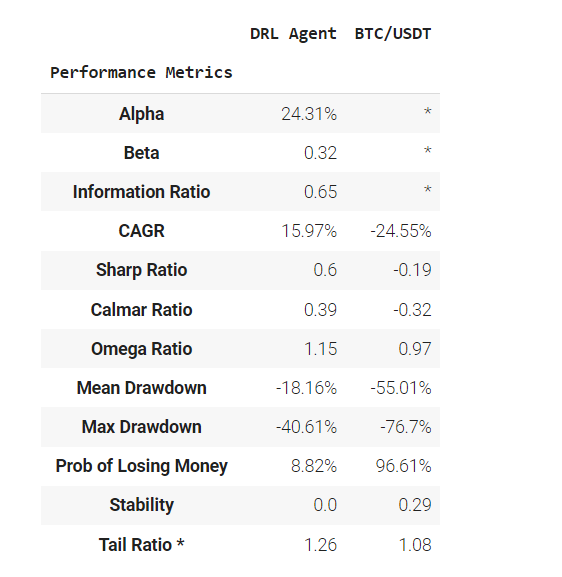 DRL Agent BTC/USDT
Performance Metrics
Alpha 24.31% *
Beta 0.32 *
Information Ratio 0.65 *
CAGR 15.97% -24.55%
Sharp Ratio 0.6 -0.19
Calmar Ratio 0.39 -0.32
Omega Ratio 1.15 0.97
Mean Drawdown -18.16% -55.01%
Max Drawdown -40.61% -76.7%
Prob of Losing Money 8.82% 96.61%
Stability 0.0 0.29
Tail Ratio * 1.26 1.08